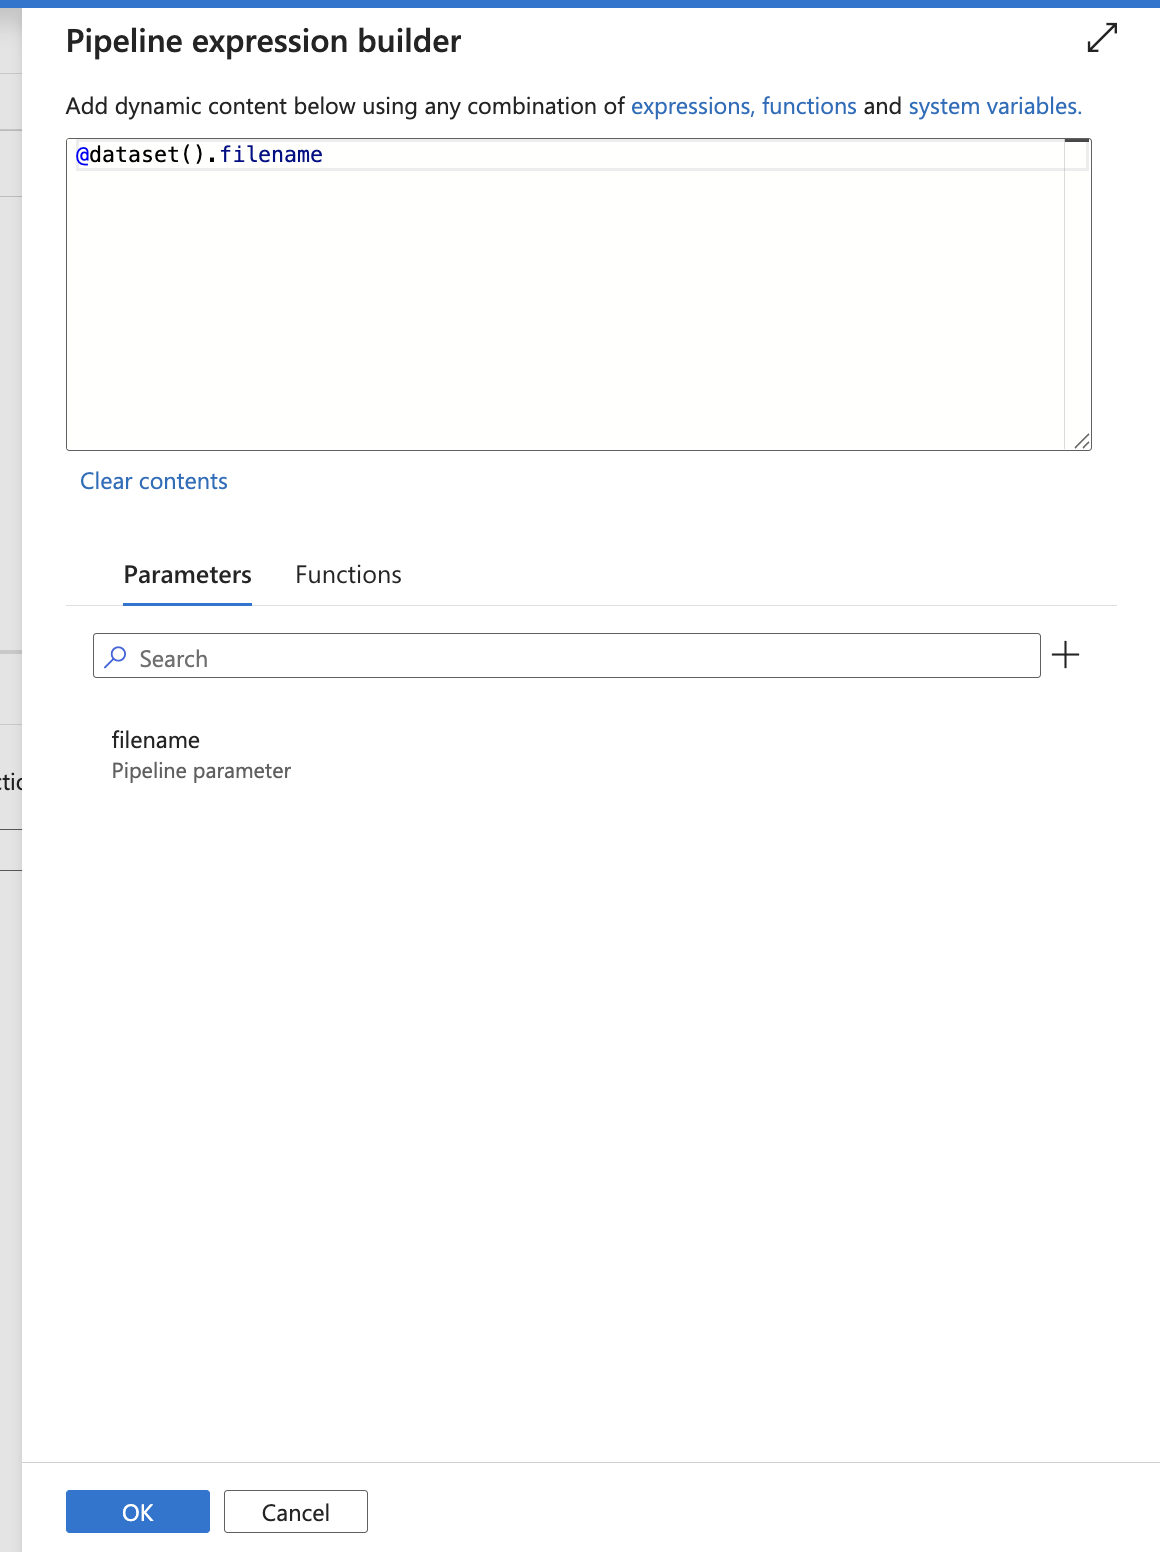 Pipeline expression builder
Add dynamic content below using any combination of expressions, functions and system variables.
@dataset().filename
Clear contents
Parameters Functions
Search
filename
Pipeline parameter
OK Cancel